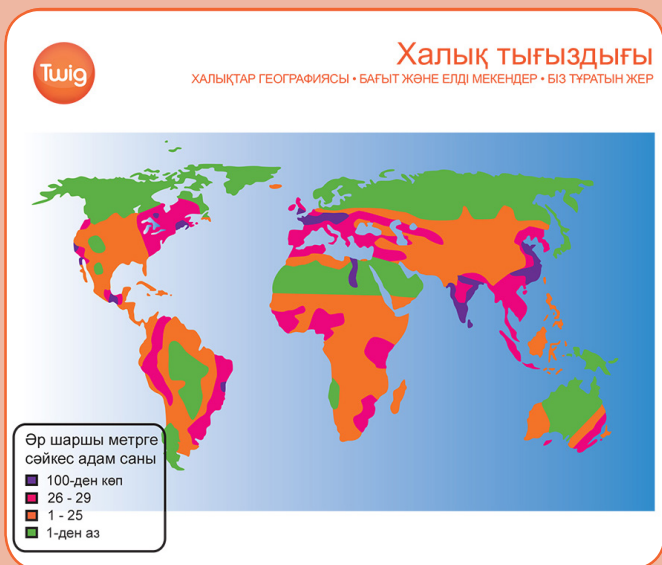 Twig
Халық тығыздығы
ХАЛЫҚТАР ГЕОГРАФИЯСЫ • БАҒЫТ ЖӘНЕ ЕЛДІ МЕКЕНДЕР • БІЗ ТҰРАТЫН ЖЕР
Әр шаршы метрге
сәйкес адам саны
100-ден көп
26 - 29
1 - 25
1-ден аз